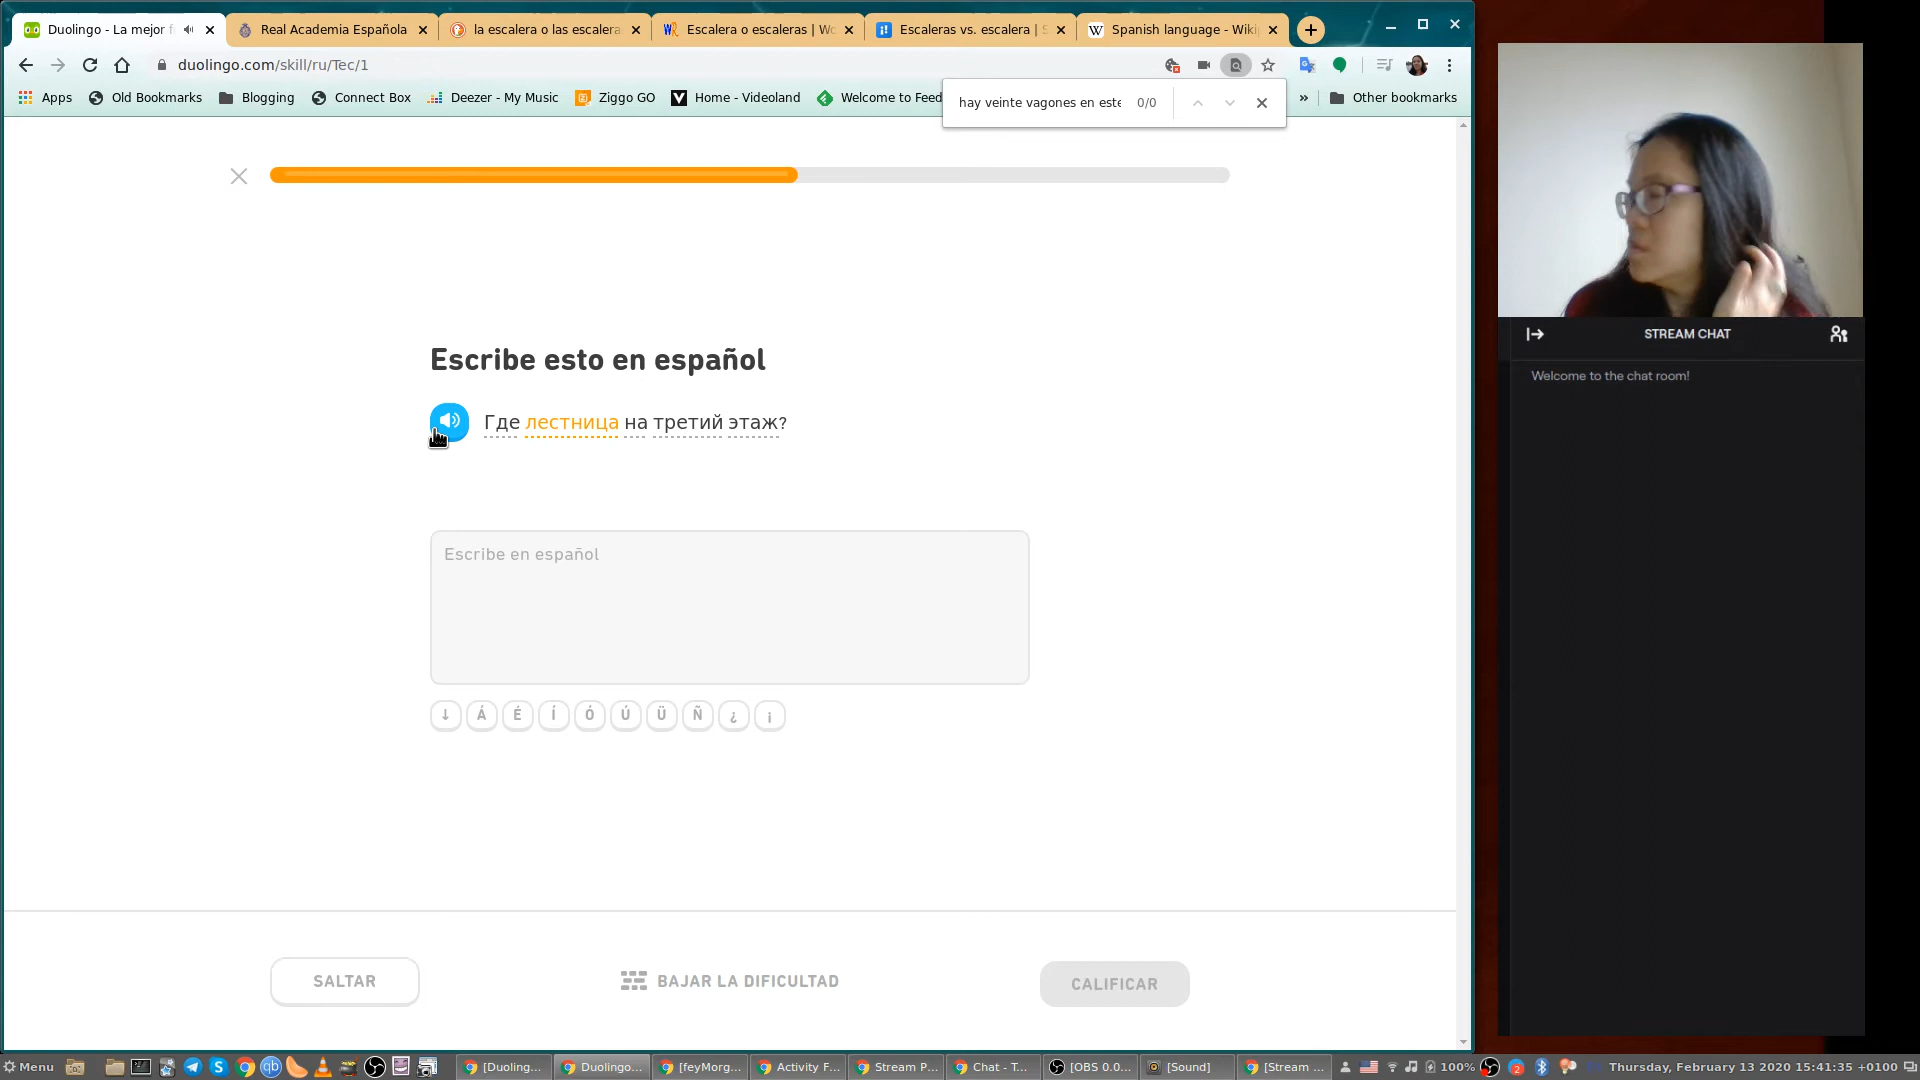 Duolingo - La mejor f
Real Academia Española
la escalera o las escalera
Escalera o escaleras | Wo
Escaleras vs. escalera | S
Spanish language - Wiki
duolingo.com/skill/ru/Tec/1
Apps
Old Bookmarks
Blogging
Connect Box
Deezer - My Music
Ziggo GO
Home - Videoland
Welcome to Feed
hay veinte vagones en este
0/0
»
Other bookmarks
Escribe esto en español
Где лестница на третий этаж?
Escribe en español
↓ Á É Í Ó Ú Ü Ñ ¿ ¡
SALTAR
BAJAR LA DIFICULTAD
CALIFICAR
STREAM CHAT
Welcome to the chat room!
Menu
[Duoling...
Duolingo...
[feyMorg...
Activity F...
Stream P...
Chat - T...
[OBS 0.0...
[Sound]
[Stream ...
100%
2
Thursday, February 13 2020 15:41:35 +0100